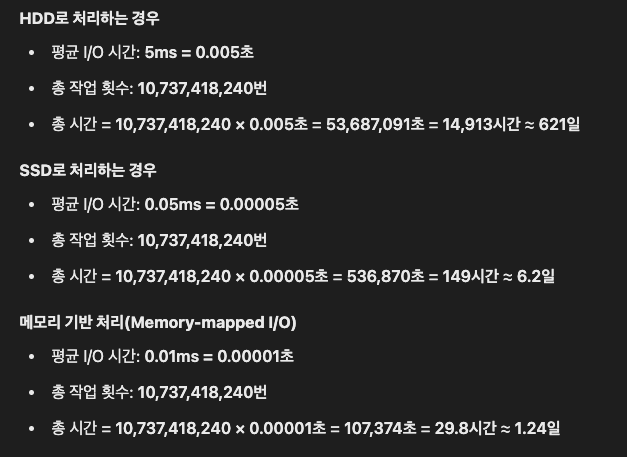 HDD로 처리하는 경우
• 평균 I/O 시간: 5ms = 0.005초
• 총 작업 횟수: 10,737,418,240번
• 총 시간 = 10,737,418,240 × 0.005초 = 53,687,091초 = 14,913시간 ≈ 621일
SSD로 처리하는 경우
• 평균 I/O 시간: 0.05ms = 0.00005초
• 총 작업 횟수: 10,737,418,240번
• 총 시간 = 10,737,418,240 × 0.00005초 = 536,870초 = 149시간 ≈ 6.2일
메모리 기반 처리(Memory-mapped I/O)
• 평균 I/O 시간: 0.01ms = 0.00001초
• 총 작업 횟수: 10,737,418,240번
• 총 시간 = 10,737,418,240 × 0.00001초 = 107,374초 = 29.8시간 ≈ 1.24일